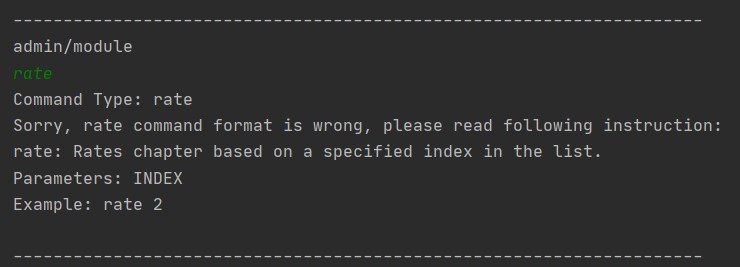 ---------------------------------------------------------------------
admin/module
rate
Command Type: rate
Sorry, rate command format is wrong, please read following instruction:
rate: Rates chapter based on a specified index in the list.
Parameters: INDEX
Example: rate 2
---------------------------------------------------------------------